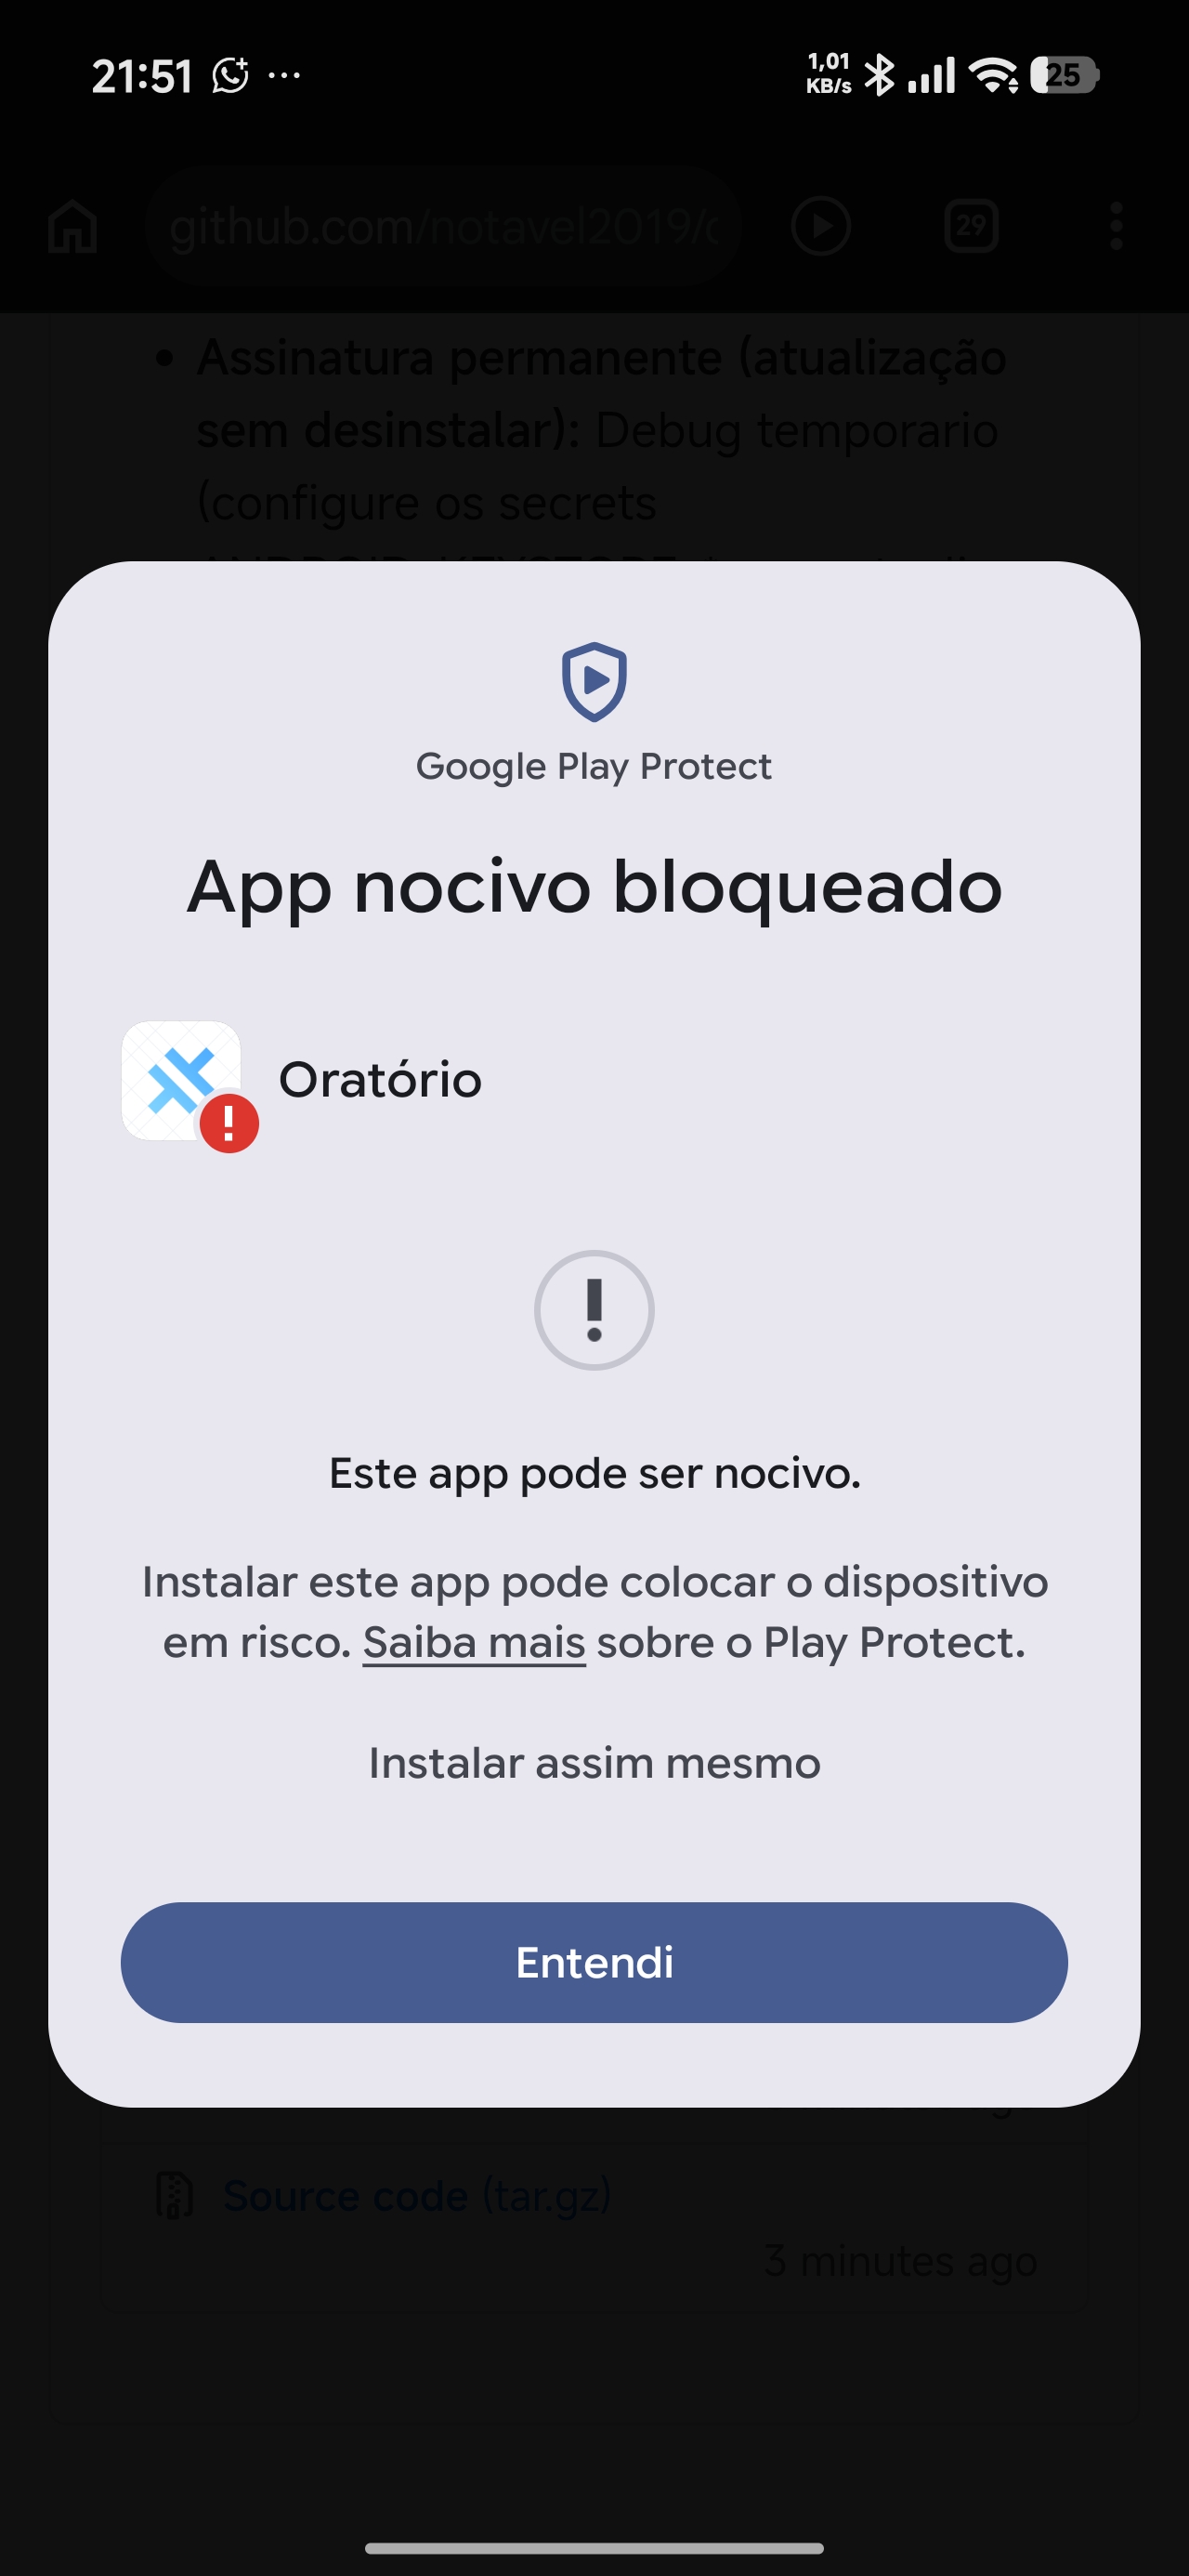 21:51
1,01
KB/s
25
github.com/notavel2019/
29
• Assinatura permanente (atualização
sem desinstalar): Debug temporario
(configure os secrets
Google Play Protect
App nocivo bloqueado
Oratório
Este app pode ser nocivo.
Instalar este app pode colocar o dispositivo
em risco. Saiba mais sobre o Play Protect.
Instalar assim mesmo
Entendi
Source code (tar.gz)
3 minutes ago